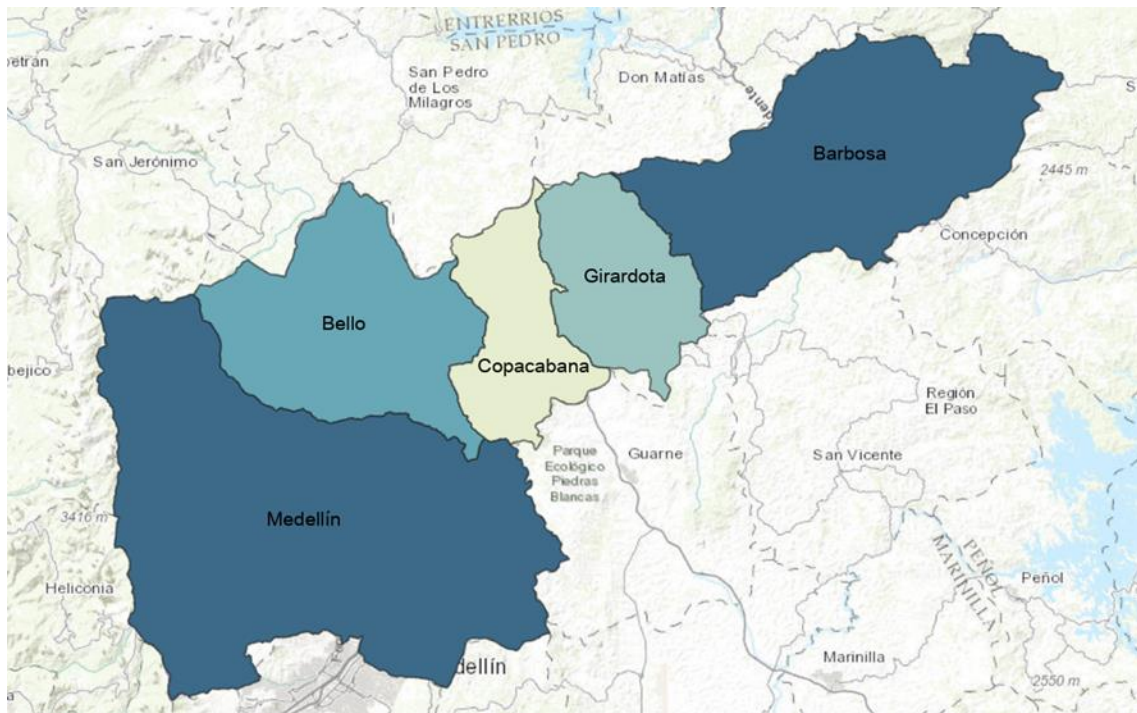 ENTRERRIOS
SAN PEDRO
San Pedro
de Los
Milagros
Don Matías
San Jerónimo
Barbosa
2445 m
Concepción
Girardota
Bello
Copacabana
Región
El Paso
Parque
Ecológico
Piedras
Blancas
Guarne
San Vicente
Medellín
3416 m
Heliconia
PEÑOL
MARINILLA
Peñol
dellín
Marinilla
2550 m